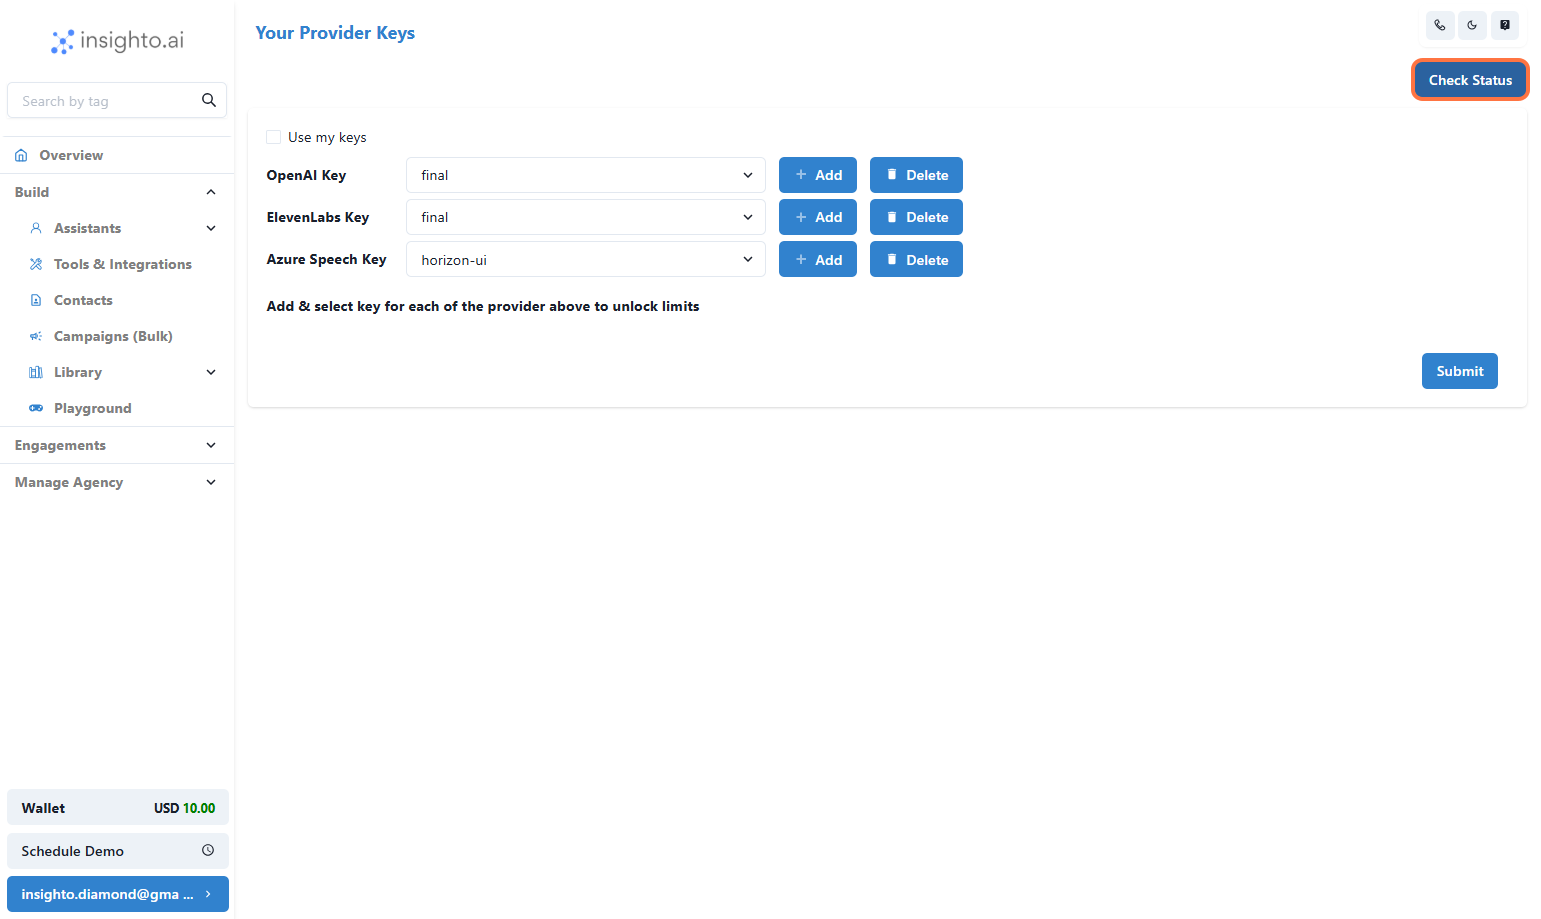 insighto.ai
Search by tag
Overview
Build
Assistants
Tools & Integrations
Contacts
Campaigns (Bulk)
Library
Playground
Engagements
Manage Agency
Wallet USD 10.00
Schedule Demo
insighto.diamond@gma ...
Your Provider Keys
Check Status
Use my keys
OpenAI Key final Add Delete
ElevenLabs Key final Add Delete
Azure Speech Key horizon-ui Add Delete
Add & select key for each of the provider above to unlock limits
Submit